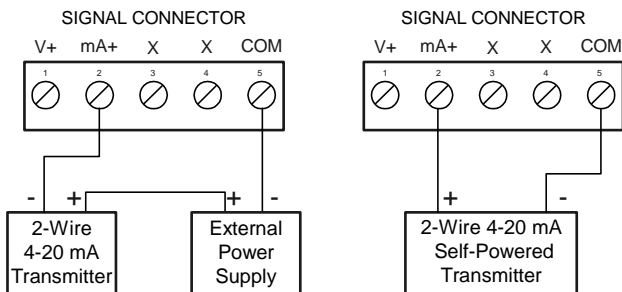 SIGNAL CONNECTOR
V+ mA+ X X COM
1 2 3 4 5
- + + -
2-Wire
4-20 mA
Transmitter
External
Power
Supply
SIGNAL CONNECTOR
V+ mA+ X X COM
1 2 3 4 5
+ -
2-Wire 4-20 mA
Self-Powered
Transmitter